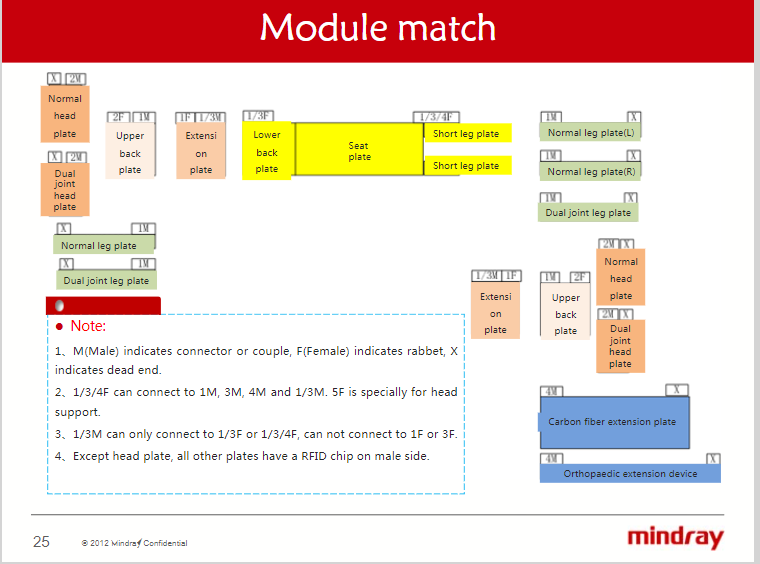 Module match
X 2M
Normal
head
plate
X 2M
Dual
joint
head
plate
2F 1M
Upper
back
plate
1F 1/3M
Extensi
on
plate
1/3F
Lower
back
plate
Seat
plate
1/3/4F
Short leg plate
Short leg plate
1M X
Normal leg plate(L)
1M X
Normal leg plate(R)
1M X
Dual joint leg plate
X 1M
Normal leg plate
X 1M
Dual joint leg plate
1/3M 1F
Extensi
on
plate
1M 2F
Upper
back
plate
2M X
Normal
head
plate
2M X
Dual
joint
head
plate
4M X
Carbon fiber extension plate
4M X
Orthopaedic extension device
• Note:
1、M(Male) indicates connector or couple, F(Female) indicates rabbet, X
indicates dead end.
2、1/3/4F can connect to 1M, 3M, 4M and 1/3M. 5F is specially for head
support.
3、1/3M can only connect to 1/3F or 1/3/4F, can not connect to 1F or 3F.
4、Except head plate, all other plates have a RFID chip on male side.
25
© 2012 Mindray Confidential
mindray